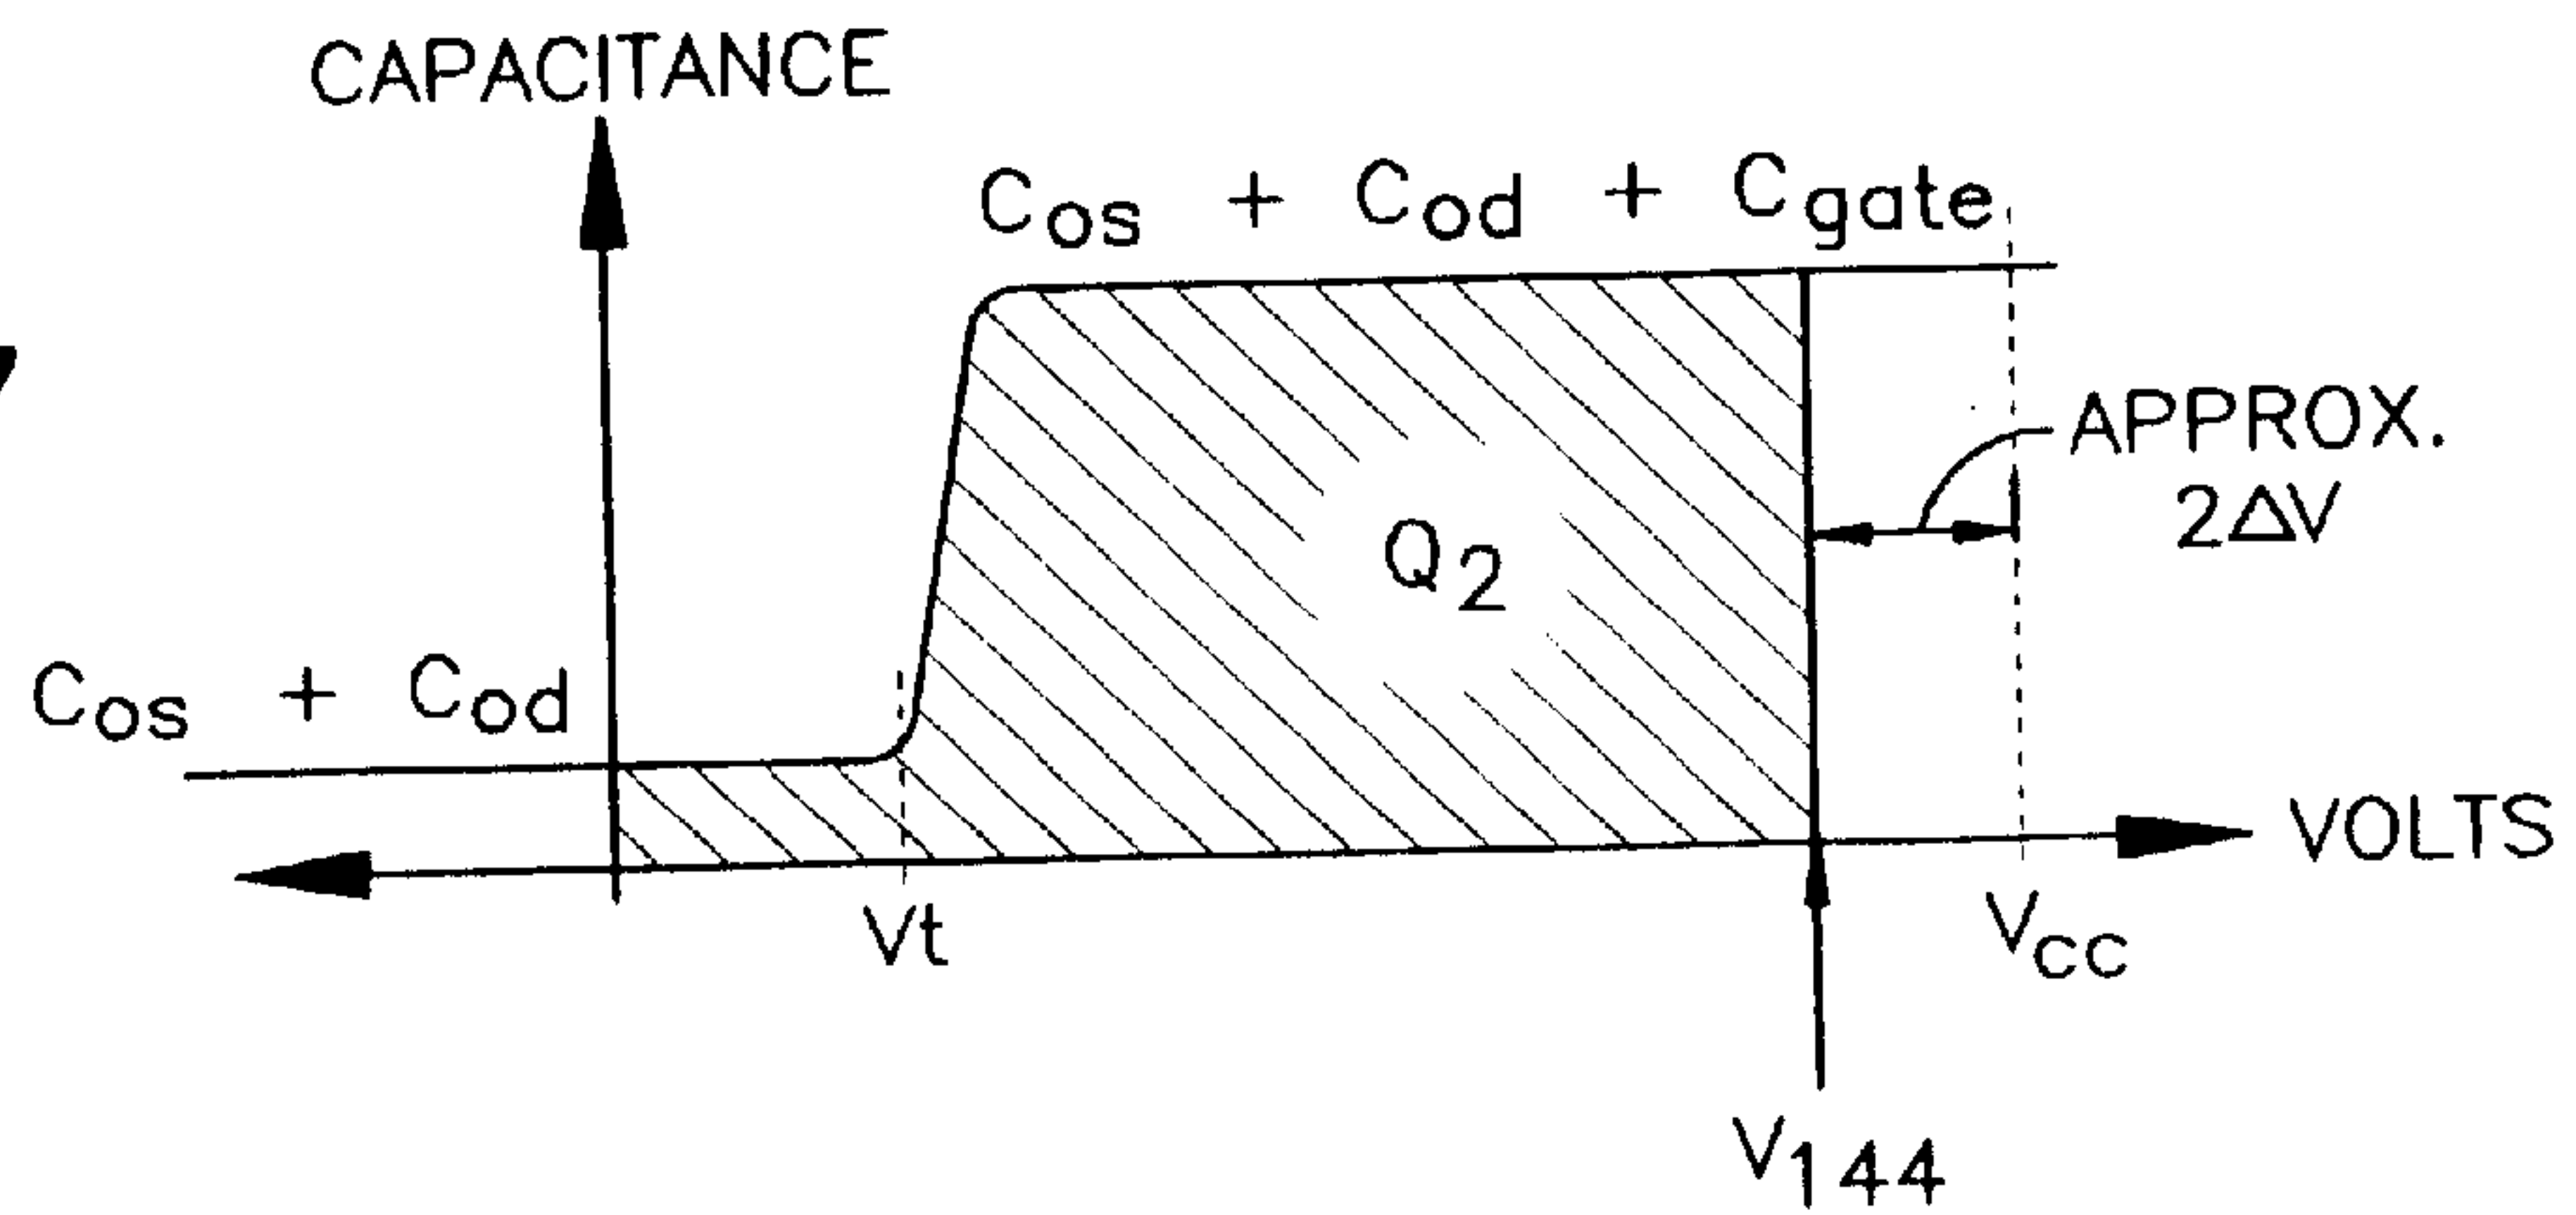 CAPACITANCE
Cos + Cod + Cgate
APPROX.
2ΔV
Q2
Cos + Cod
VOLTS
Vt
Vcc
V144